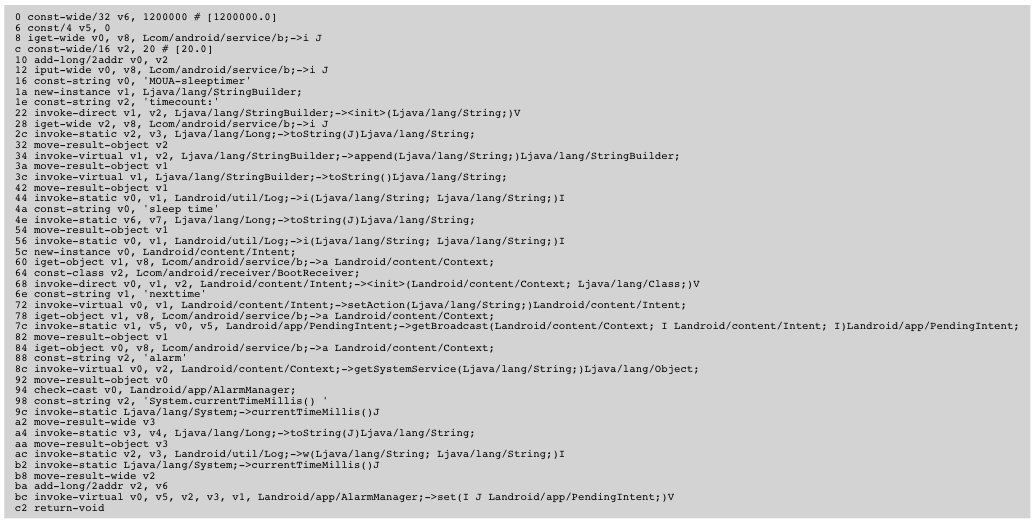 0 const-wide/32 v6, 1200000 # [1200000.0]
6 const/4 v5, 0
8 iget-wide v0, v8, Lcom/android/service/b;->i J
c const-wide/16 v2, 20 # [20.0]
10 add-long/2addr v0, v2
12 iput-wide v0, v8, Lcom/android/service/b;->i J
16 const-string v0, 'MOUA-sleeptimer'
1a new-instance v1, Ljava/lang/StringBuilder;
1e const-string v2, 'timecount:'
22 invoke-direct v1, v2, Ljava/lang/StringBuilder;-><init>(Ljava/lang/String;)V
28 iget-wide v2, v8, Lcom/android/service/b;->i J
2c invoke-static v2, v3, Ljava/lang/Long;->toString(J)Ljava/lang/String;
32 move-result-object v2
34 invoke-virtual v1, v2, Ljava/lang/StringBuilder;->append(Ljava/lang/String;)Ljava/lang/StringBuilder;
3a move-result-object v1
3c invoke-virtual v1, Ljava/lang/StringBuilder;->toString()Ljava/lang/String;
42 move-result-object v1
44 invoke-static v0, v1, Landroid/util/Log;->i(Ljava/lang/String; Ljava/lang/String;)I
4a const-string v0, 'sleep time'
4e invoke-static v6, v7, Ljava/lang/Long;->toString(J)Ljava/lang/String;
54 move-result-object v1
56 invoke-static v0, v1, Landroid/util/Log;->i(Ljava/lang/String; Ljava/lang/String;)I
5c new-instance v0, Landroid/content/Intent;
60 iget-object v1, v8, Lcom/android/service/b;->a Landroid/content/Context;
64 const-class v2, Lcom/android/receiver/BootReceiver;
68 invoke-direct v0, v1, v2, Landroid/content/Intent;-><init>(Landroid/content/Context; Ljava/lang/Class;)V
6e const-string v1, 'nexttime'
72 invoke-virtual v0, v1, Landroid/content/Intent;->setAction(Ljava/lang/String;)Landroid/content/Intent;
78 iget-object v1, v8, Lcom/android/service/b;->a Landroid/content/Context;
7c invoke-static v1, v5, v0, v5, Landroid/app/PendingIntent;->getBroadcast(Landroid/content/Context; I Landroid/content/Intent; I)Landroid/app/PendingIntent;
82 move-result-object v1
84 iget-object v0, v8, Lcom/android/service/b;->a Landroid/content/Context;
88 const-string v2, 'alarm'
8c invoke-virtual v0, v2, Landroid/content/Context;->getSystemService(Ljava/lang/String;)Ljava/lang/Object;
92 move-result-object v0
94 check-cast v0, Landroid/app/AlarmManager;
98 const-string v2, 'System.currentTimeMillis() '
9c invoke-static Ljava/lang/System;->currentTimeMillis()J
a2 move-result-wide v3
a4 invoke-static v3, v4, Ljava/lang/Long;->toString(J)Ljava/lang/String;
aa move-result-object v3
ac invoke-static v2, v3, Landroid/util/Log;->w(Ljava/lang/String; Ljava/lang/String;)I
b2 invoke-static Ljava/lang/System;->currentTimeMillis()J
b8 move-result-wide v2
ba add-long/2addr v2, v6
bc invoke-virtual v0, v5, v2, v3, v1, Landroid/app/AlarmManager;->set(I J Landroid/app/PendingIntent;)V
c2 return-void